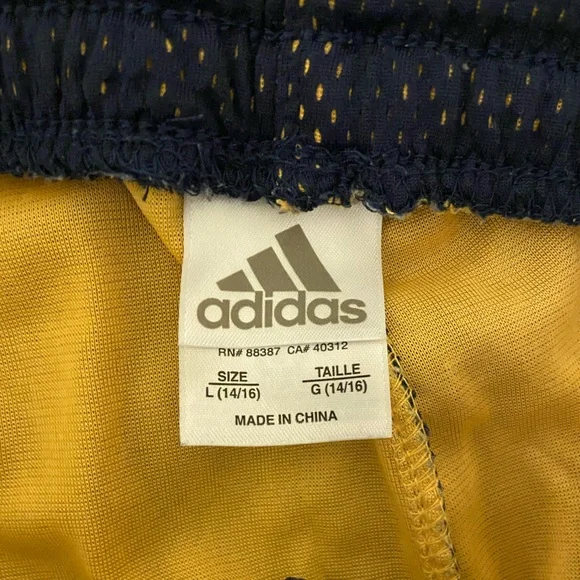 adidas
RN# 88387 CA# 40312
SIZE TAILLE
L (14/16) G (14/16)
MADE IN CHINA